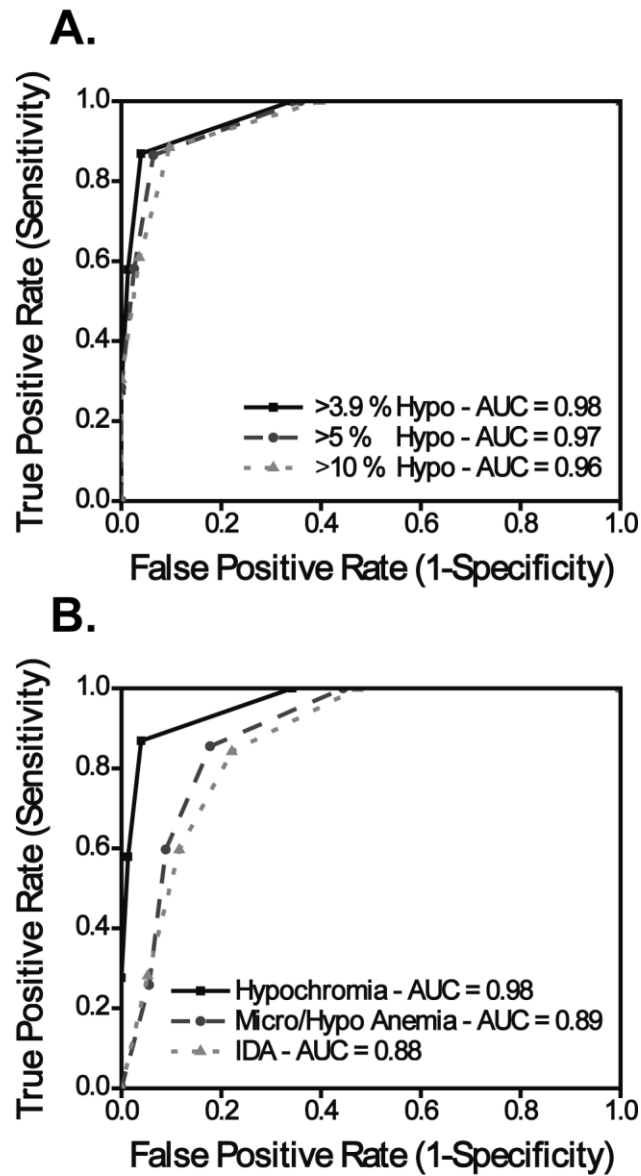 A.
True Positive Rate (Sensitivity)
1.0
0.8
0.6
0.4
0.2
0.0
>3.9 % Hypo - AUC = 0.98
>5 % Hypo - AUC = 0.97
>10 % Hypo - AUC = 0.96
0.0 0.2 0.4 0.6 0.8 1.0
False Positive Rate (1-Specificity)
B.
True Positive Rate (Sensitivity)
1.0
0.8
0.6
0.4
0.2
0.0
Hypochromia - AUC = 0.98
Micro/Hypo Anemia - AUC = 0.89
IDA - AUC = 0.88
0.0 0.2 0.4 0.6 0.8 1.0
False Positive Rate (1-Specificity)